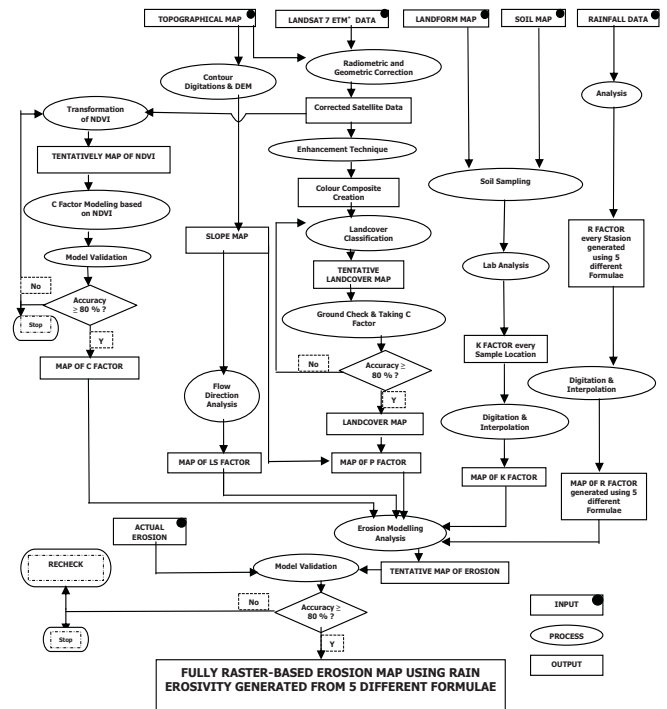 TOPOGRAPHICAL MAP
LANDSAT 7 ETM+ DATA
LANDFORM MAP
SOIL MAP
RAINFALL DATA
Contour
Digitations & DEM
Radiometric and
Geometric Correction
Analysis
Transformation
of NDVI
Corrected Satellite Data
Enhancement Technique
TENTATIVELY MAP OF NDVI
Colour Composite
Creation
Soil Sampling
C Factor Modeling based
on NDVI
Landcover
Classification
SLOPE MAP
R FACTOR
every Stasion
generated
using 5
different
Formulae
Model Validation
TENTATIVE
LANDCOVER MAP
Lab Analysis
No
Accuracy
≥ 80 % ?
Stop
Ground Check & Taking C
Factor
Y
K FACTOR every
Sample Location
MAP OF C FACTOR
No
Accuracy ≥
80 % ?
Flow
Direction
Analysis
Y
Digitation &
Interpolation
LANDCOVER MAP
Digitation &
Interpolation
MAP OF LS FACTOR
MAP 0F P FACTOR
MAP 0F K FACTOR
MAP 0F R FACTOR
generated using 5
different
Formulae
ACTUAL
EROSION
Erosion Modelling
Analysis
RECHECK
Model Validation
TENTATIVE MAP OF EROSION
No
Accuracy ≥
80 % ?
INPUT
Stop
Y
PROCESS
OUTPUT
FULLY RASTER-BASED EROSION MAP USING RAIN
EROSIVITY GENERATED FROM 5 DIFFERENT FORMULAE